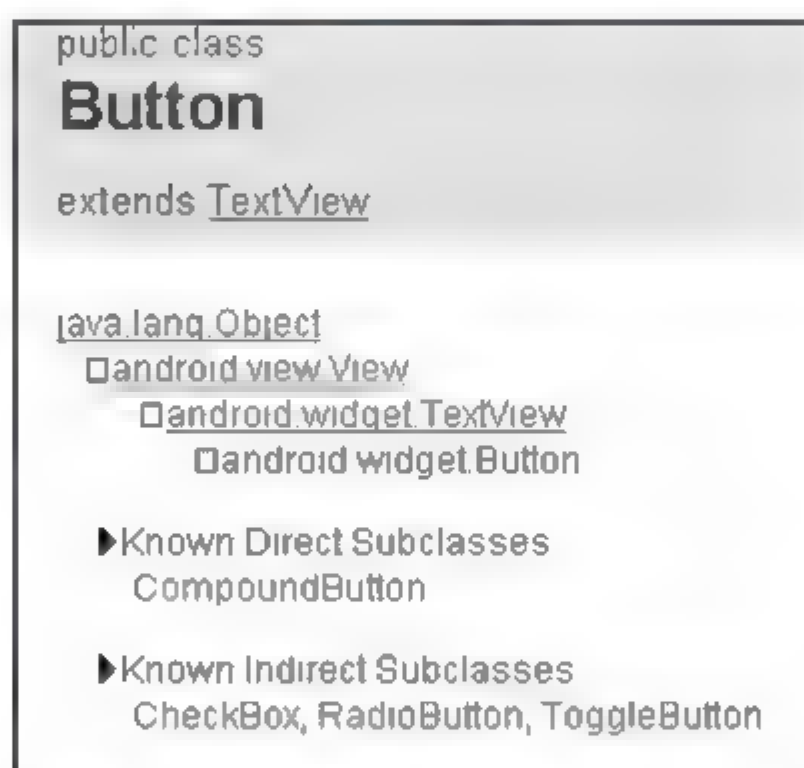 public class
Button
extends TextView
java.lang.Object
android.view.View
android.widget.TextView
android.widget.Button
Known Direct Subclasses
CompoundButton
Known Indirect Subclasses
CheckBox, RadioButton, ToggleButton